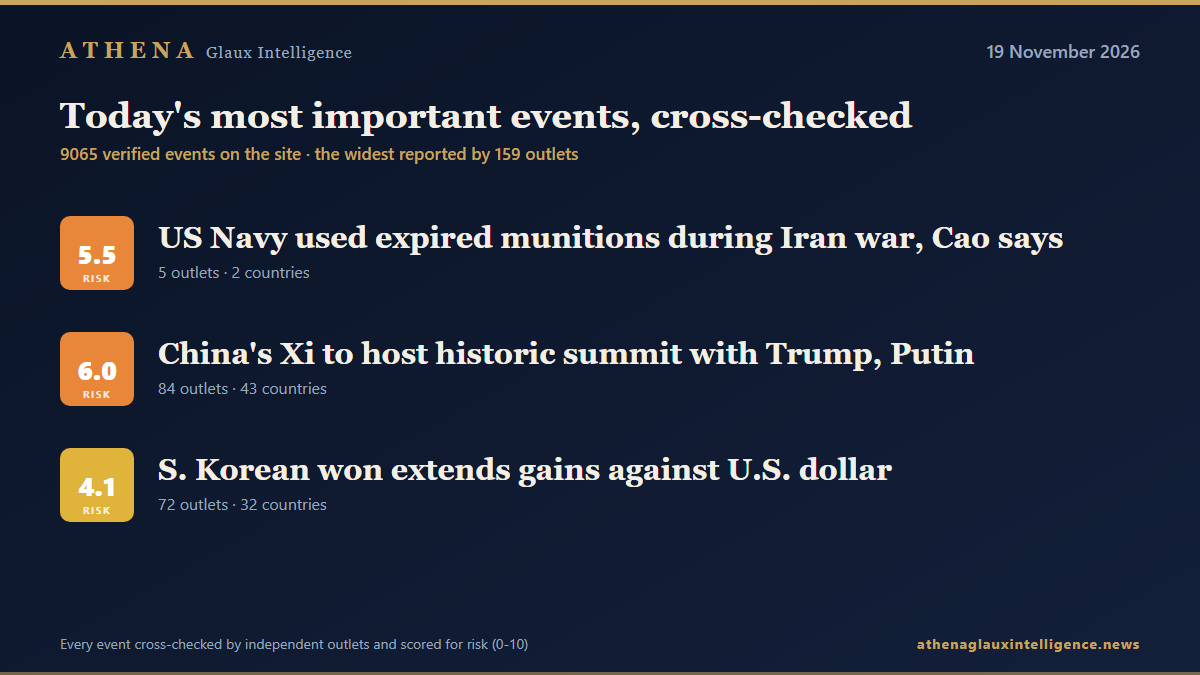 ATHENA Glaux Intelligence
19 November 2026
Today's most important events, cross-checked
9065 verified events on the site · the widest reported by 159 outlets
5.5
RISK
US Navy used expired munitions during Iran war, Cao says
5 outlets · 2 countries
6.0
RISK
China's Xi to host historic summit with Trump, Putin
84 outlets · 43 countries
4.1
RISK
S. Korean won extends gains against U.S. dollar
72 outlets · 32 countries
Every event cross-checked by independent outlets and scored for risk (0-10)
athenaglauxintelligence.news